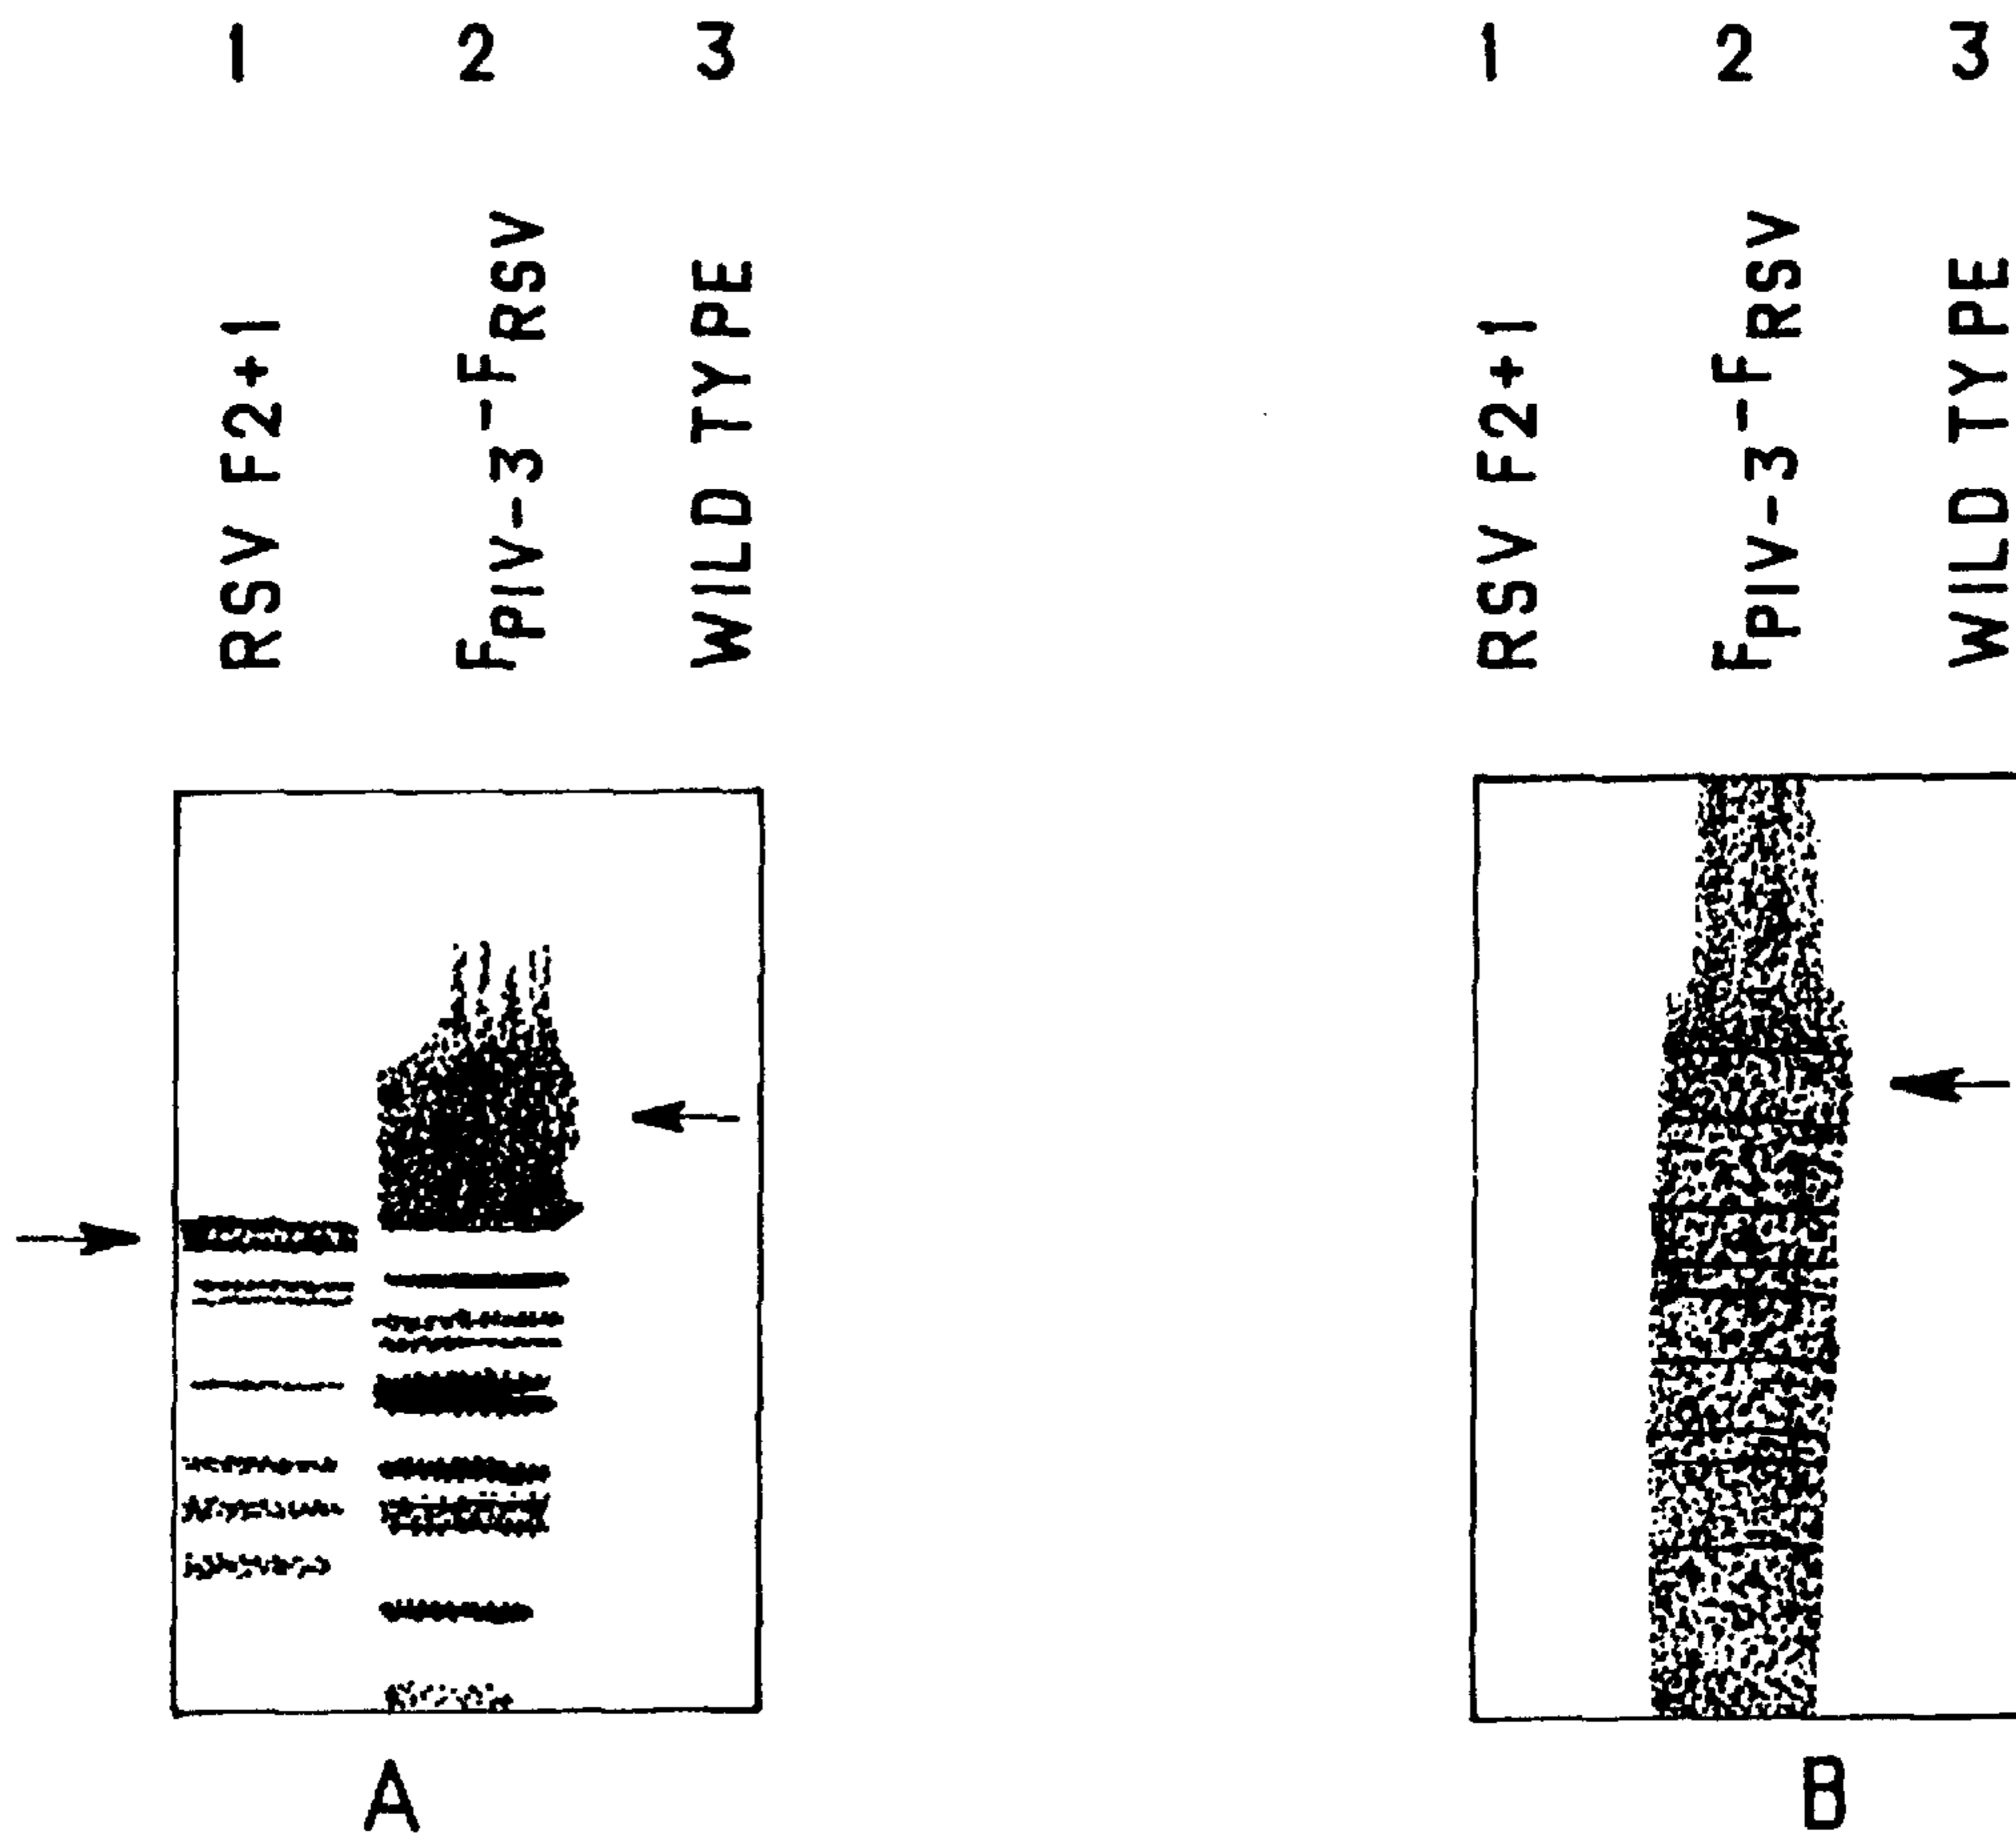 1 2 3
RSV F2+1
FPIV-3-FRSV
WILD TYPE
A
1 2 3
RSV F2+1
FPIV-3-FRSV
WILD TYPE
B